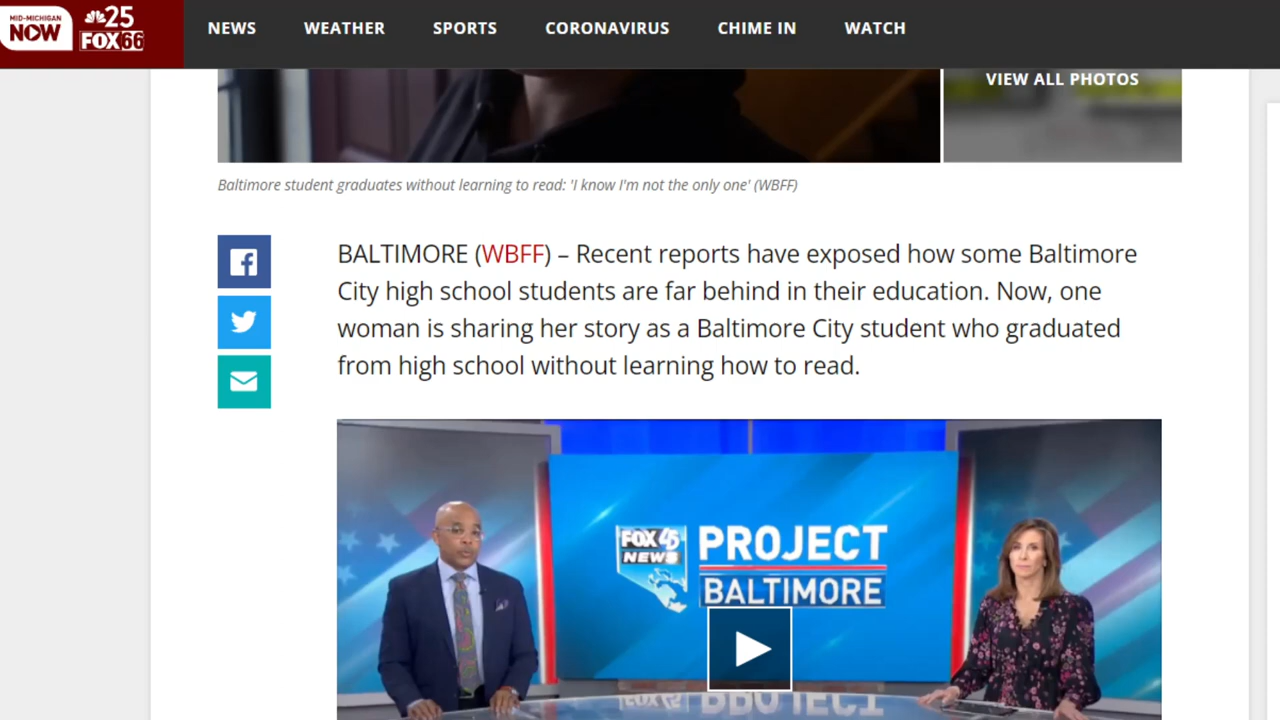 MID-MICHIGAN
NOW
25
FOX66
NEWS
WEATHER
SPORTS
CORONAVIRUS
CHIME IN
WATCH
VIEW ALL PHOTOS
Baltimore student graduates without learning to read: 'I know I'm not the only one' (WBFF)
BALTIMORE (WBFF) – Recent reports have exposed how some Baltimore
City high school students are far behind in their education. Now, one
woman is sharing her story as a Baltimore City student who graduated
from high school without learning how to read.
FOX 45
NEWS
PROJECT
BALTIMORE